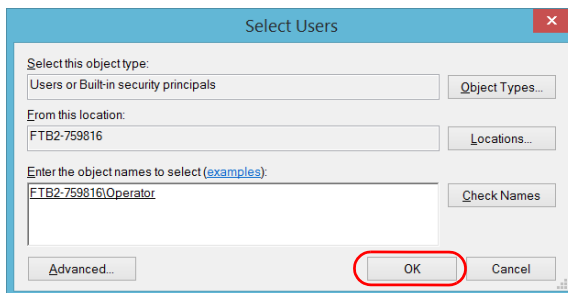 Select Users
Select this object type:
Users or Built-in security principals
Object Types...
From this location:
FTB2-759816
Locations...
Enter the object names to select (examples):
FTB2-759816\Operator
Check Names
Advanced...
OK
Cancel